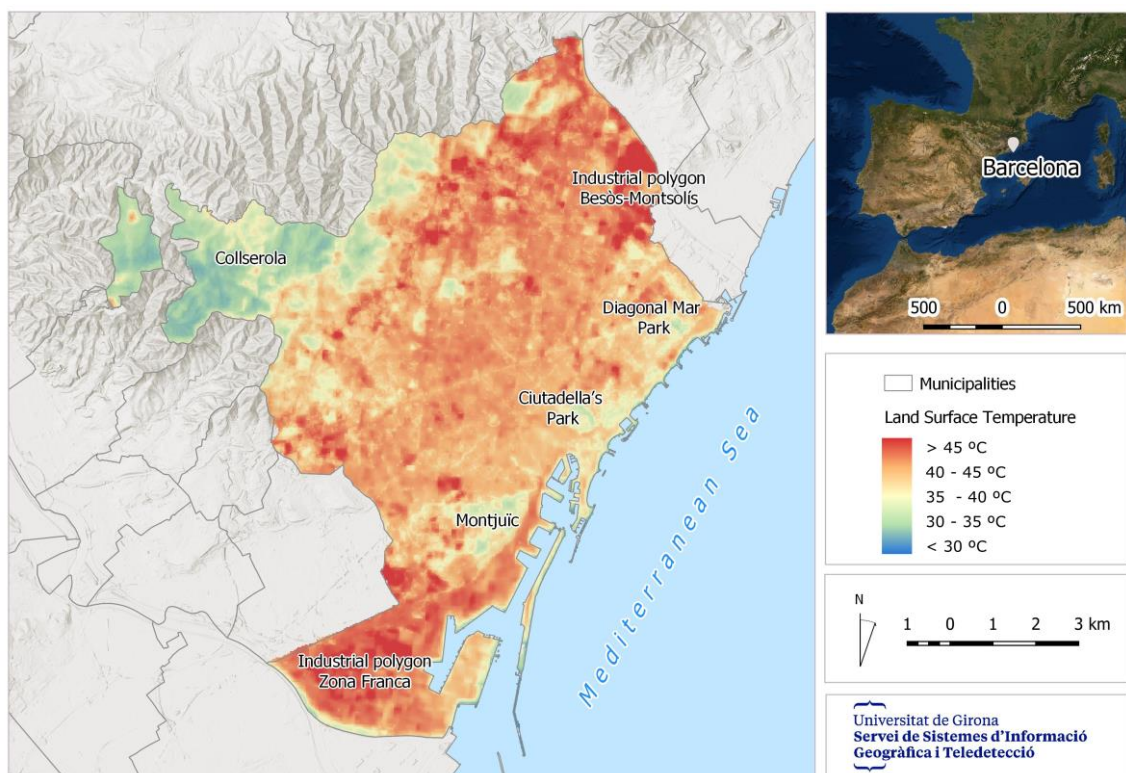 Industrial polygon
Besòs-Montsolís
Collserola
Diagonal Mar
Park
Ciutadella's
Park
Montjuïc
Industrial polygon
Zona Franca
Mediterranean Sea
Barcelona
500 0 500 km
Municipalities
Land Surface Temperature
> 45 ºC
40 - 45 ºC
35 - 40 ºC
30 - 35 ºC
< 30 ºC
N
1 0 1 2 3 km
Universitat de Girona
Servei de Sistemes d'Informació
Geogràfica i Teledetecció